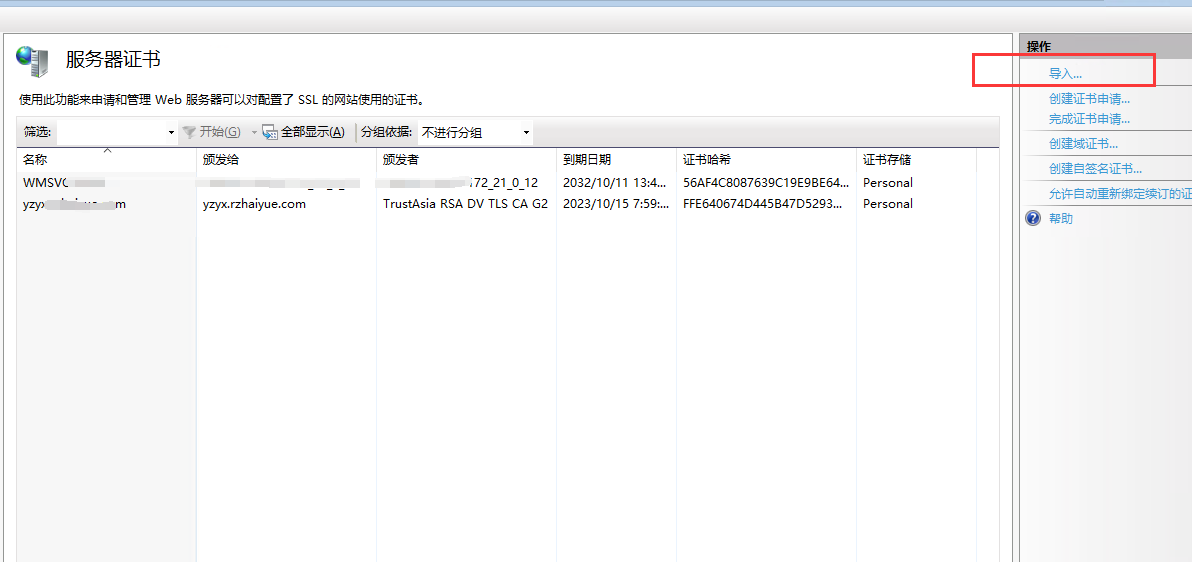 服务器证书
使用此功能来申请和管理 Web 服务器可以对配置了 SSL 的网站使用的证书。
筛选: 开始(G) 全部显示(A) 分组依据: 不进行分组
名称 颁发给 颁发者 到期日期 证书哈希 证书存储
WMSVC 172_21_0_12 2032/10/11 13:4... 56AF4C8087639C19E9BE64... Personal
yzyx m yzyx.rzhaiyue.com TrustAsia RSA DV TLS CA G2 2023/10/15 7:59:... FFE640674D445B47D5293... Personal
操作
导入...
创建证书申请...
完成证书申请...
创建域证书...
创建自签名证书...
允许自动重新绑定续订的证
帮助